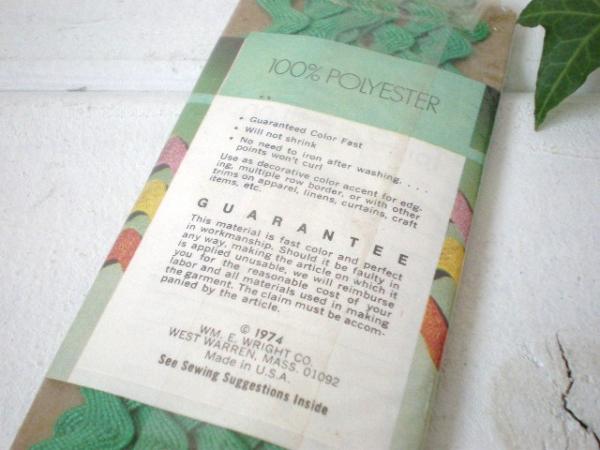 100% POLYESTER
• Guaranteed Color Fast
• Will not shrink
• No need to iron after washing. . . .
points won't curl
Use as decorative color accent for edg-
ing, multiple row border, or with other
trims on apparel, linens, curtains, craft
items, etc.
GUARANTEE
This material is fast color and perfect
in workmanship. Should it be faulty in
any way, making the article on which it
is applied unusable, we will reimburse
you for the reasonable cost of your
labor and all materials used in making
the garment. The claim must be accom-
panied by the article.
© 1974
WM. E. WRIGHT CO.
WEST WARREN, MASS. 01092
Made in U.S.A.
See Sewing Suggestions Inside